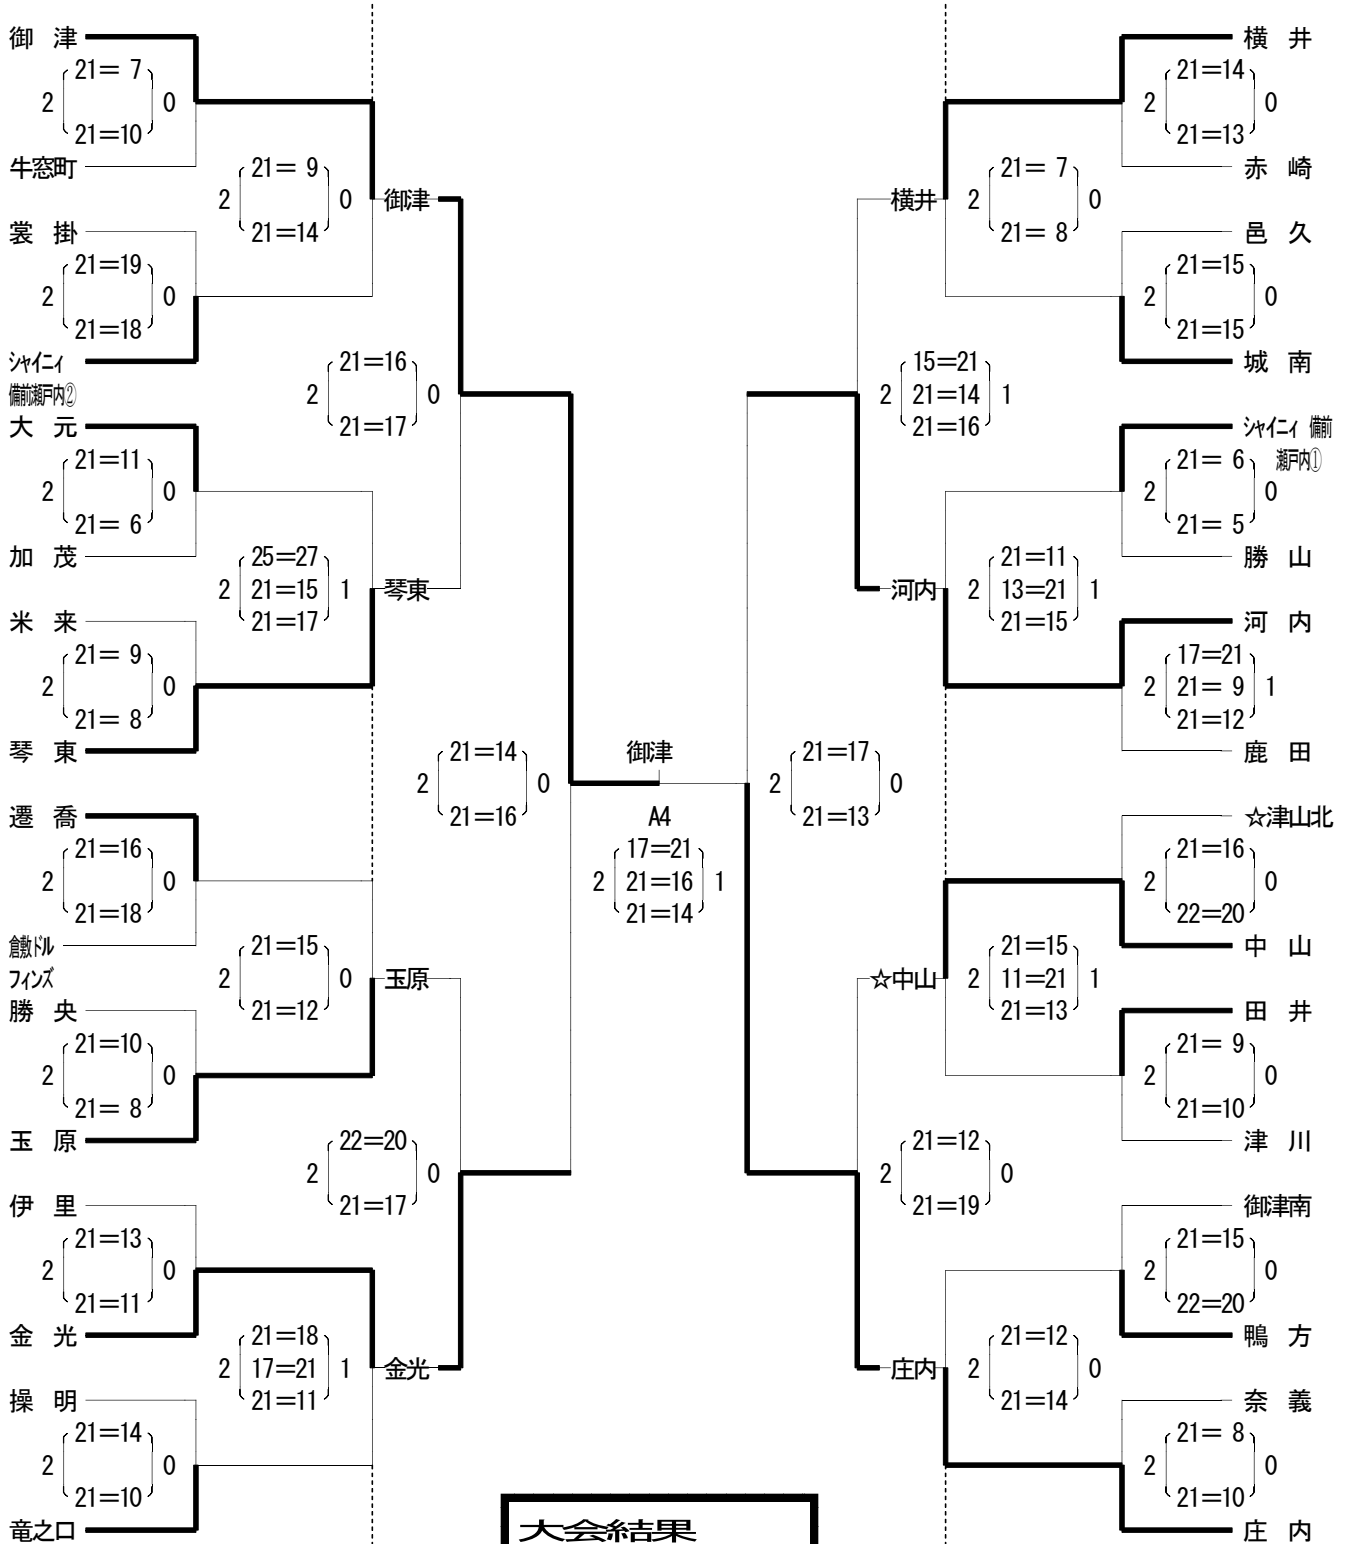 御 津
21= 7
2 0
21=10
牛窓町
21= 9
2 0
21=14
御津
裳 掛
21=19
2 0
21=18
シャイニィ
備前瀬戸内②
21=16
2 0
21=17
大 元
21=11
2 0
21= 6
加 茂
25=27
2 21=15 1
21=17
琴東
米 来
21= 9
2 0
21= 8
琴 東
21=14
2 0
21=16
遷 喬
21=16
2 0
21=18
倉敷ドル
フィンズ
21=15
2 0
21=12
玉原
勝 央
21=10
2 0
21= 8
玉 原
22=20
2 0
21=17
伊 里
21=13
2 0
21=11
金 光
21=18
2 17=21 1
21=11
金光
操 明
21=14
2 0
21=10
竜之口
御津
A4
17=21
2 21=16 1
21=14
横 井
21=14
2 0
21=13
赤 崎
21= 7
2 0
21= 8
横井
邑 久
21=15
2 0
21=15
城 南
15=21
2 21=14 1
21=16
シャイニィ 備前
瀬戸内①
21= 6
2 0
21= 5
勝 山
21=11
2 13=21 1
21=15
河内
河 内
17=21
2 21= 9 1
21=12
鹿 田
21=17
2 0
21=13
☆津山北
21=16
2 0
22=20
中 山
21=15
2 11=21 1
21=13
☆中山
田 井
21= 9
2 0
21=10
津 川
21=12
2 0
21=19
御津南
21=15
2 0
22=20
鴨 方
21=12
2 0
21=14
庄内
奈 義
21= 8
2 0
21=10
庄 内
大会結果